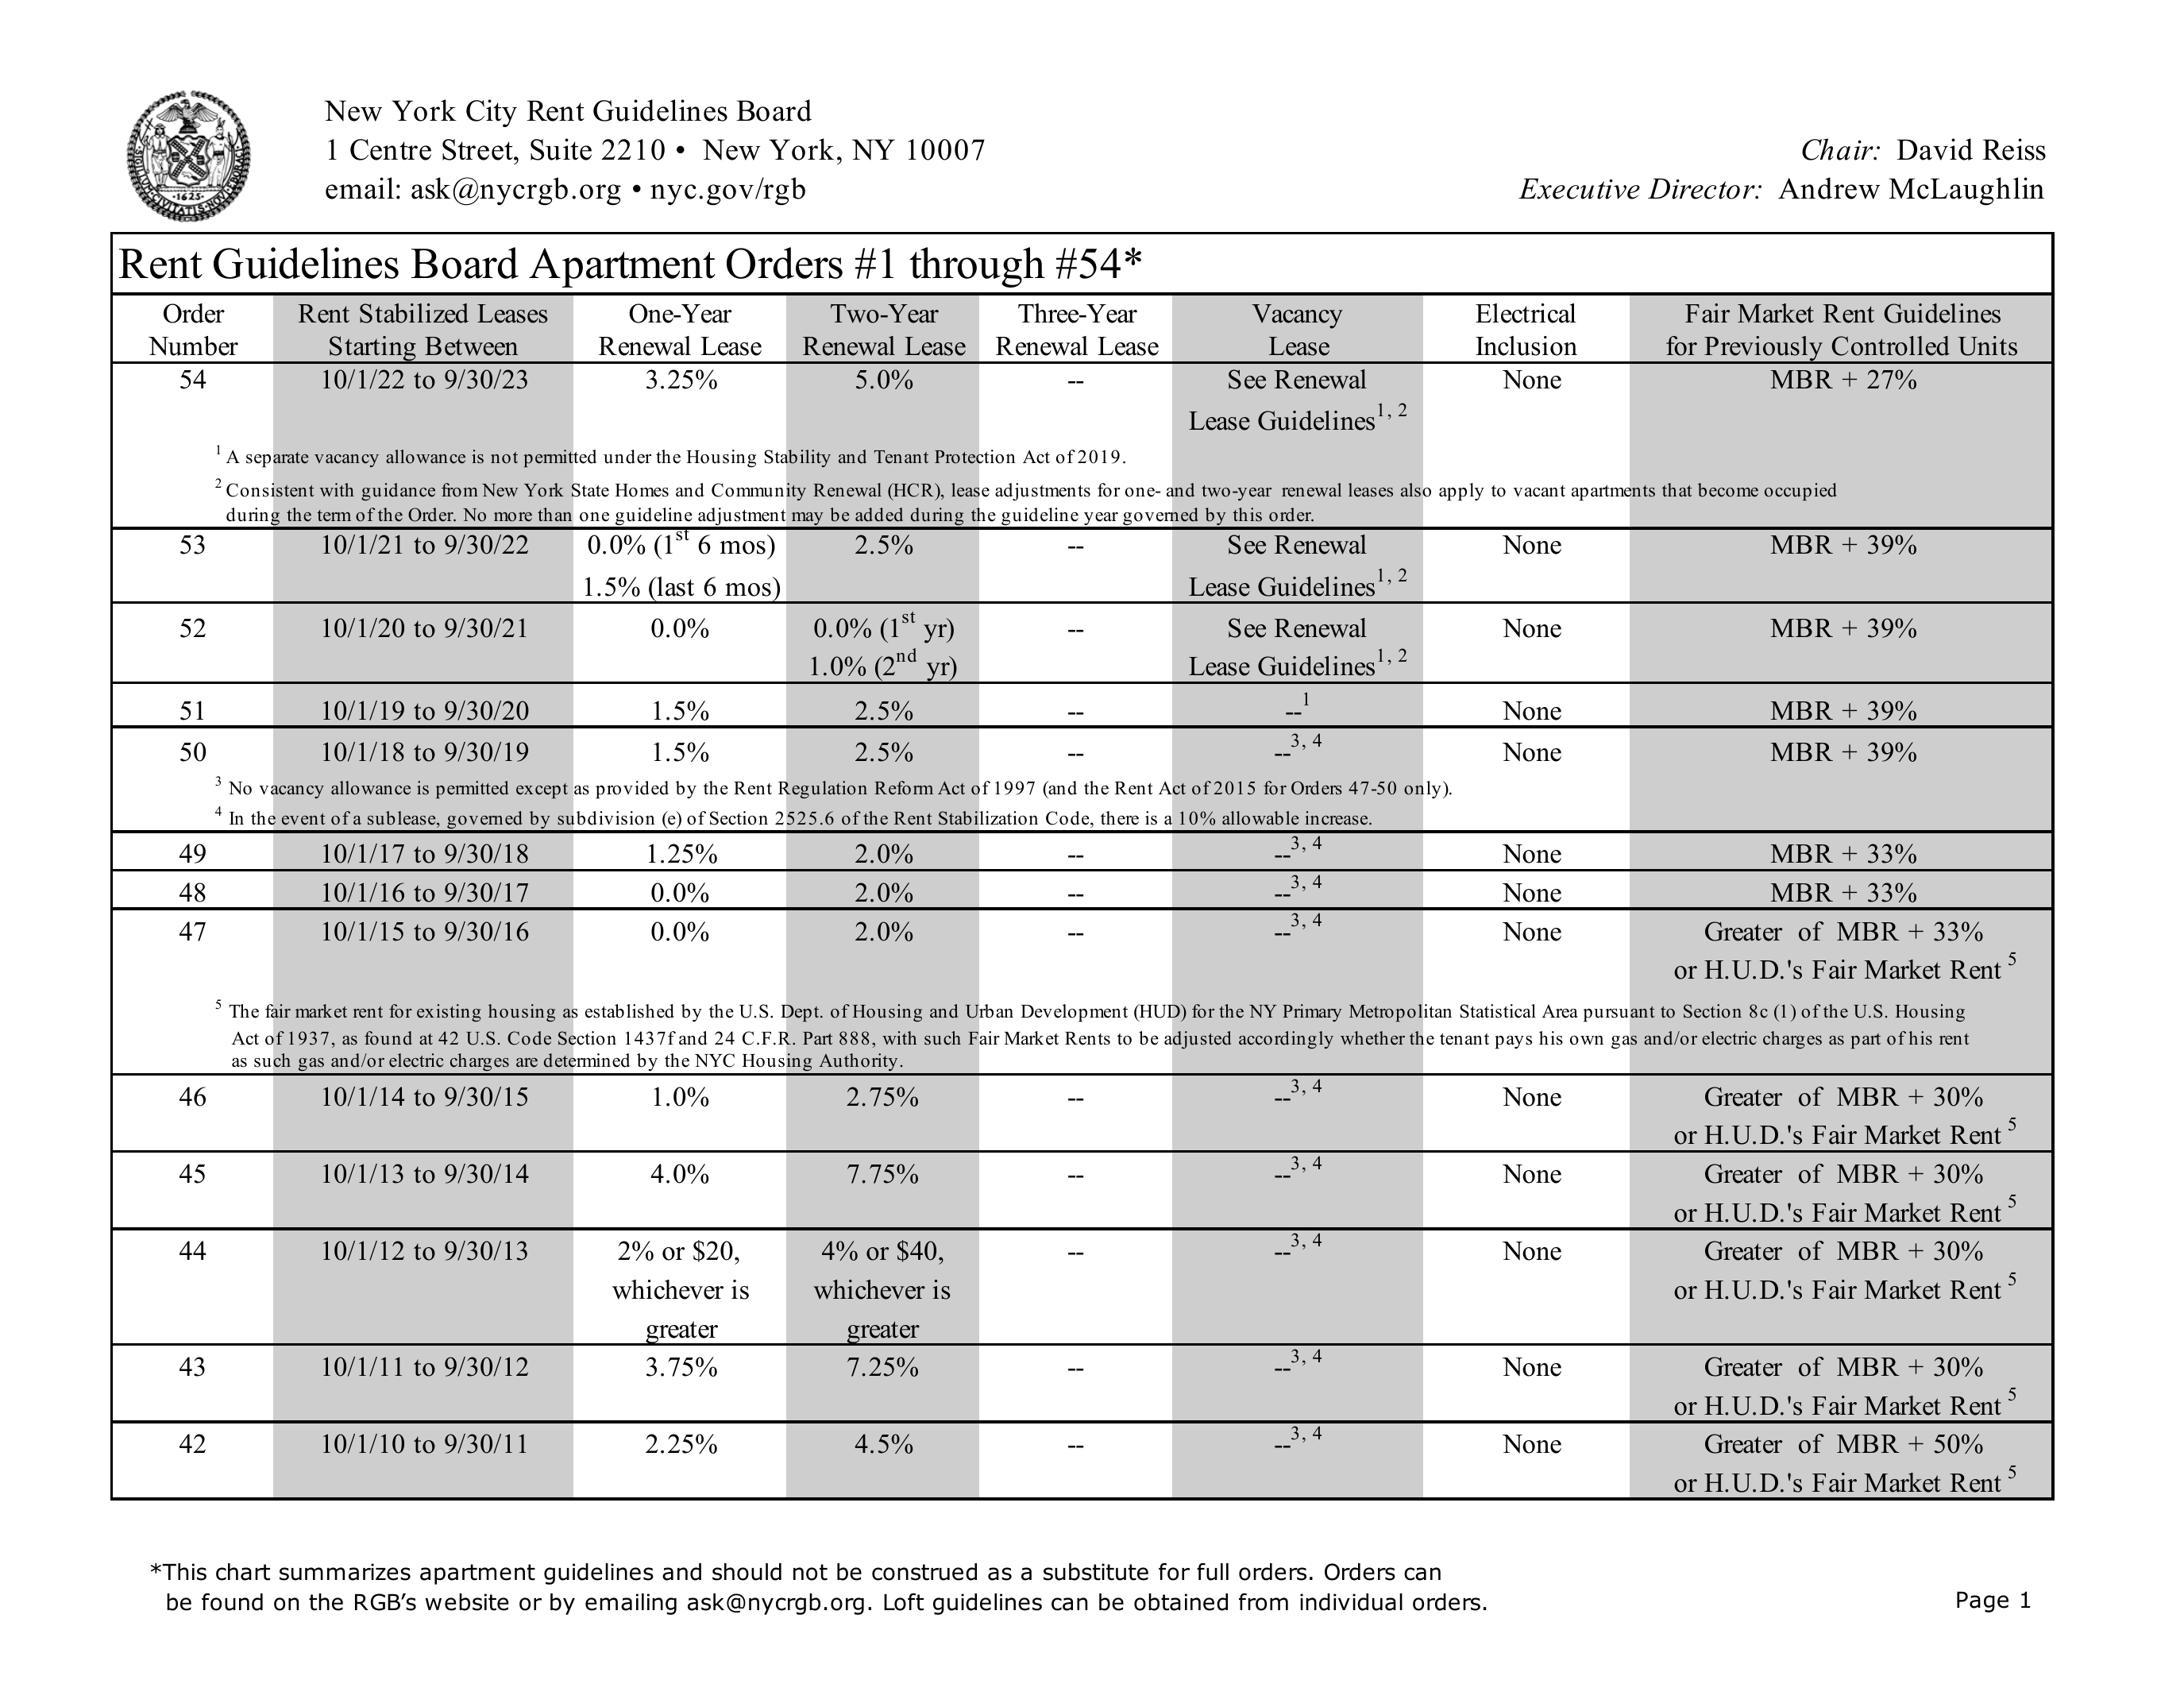 New York City Rent Guidelines Board
1 Centre Street, Suite 2210 • New York, NY 10007
email: ask@nycrgb.org • nyc.gov/rgb
Chair: David Reiss
Executive Director: Andrew McLaughlin
Rent Guidelines Board Apartment Orders #1 through #54*
Order Number Rent Stabilized Leases Starting Between One-Year Renewal Lease Two-Year Renewal Lease Three-Year Renewal Lease Vacancy Lease Electrical Inclusion Fair Market Rent Guidelines for Previously Controlled Units
54 10/1/22 to 9/30/23 3.25% 5.0% -- See Renewal Lease Guidelines1, 2 None MBR + 27%
1 A separate vacancy allowance is not permitted under the Housing Stability and Tenant Protection Act of 2019.
2 Consistent with guidance from New York State Homes and Community Renewal (HCR), lease adjustments for one- and two-year renewal leases also apply to vacant apartments that become occupied
during the term of the Order. No more than one guideline adjustment may be added during the guideline year governed by this order.
53 10/1/21 to 9/30/22 0.0% (1st 6 mos) 1.5% (last 6 mos) 2.5% -- See Renewal Lease Guidelines1, 2 None MBR + 39%
52 10/1/20 to 9/30/21 0.0% 0.0% (1st yr) 1.0% (2nd yr) -- See Renewal Lease Guidelines1, 2 None MBR + 39%
51 10/1/19 to 9/30/20 1.5% 2.5% -- --1 None MBR + 39%
50 10/1/18 to 9/30/19 1.5% 2.5% -- --3, 4 None MBR + 39%
3 No vacancy allowance is permitted except as provided by the Rent Regulation Reform Act of 1997 (and the Rent Act of 2015 for Orders 47-50 only).
4 In the event of a sublease, governed by subdivision (e) of Section 2525.6 of the Rent Stabilization Code, there is a 10% allowable increase.
49 10/1/17 to 9/30/18 1.25% 2.0% -- --3, 4 None MBR + 33%
48 10/1/16 to 9/30/17 0.0% 2.0% -- --3, 4 None MBR + 33%
47 10/1/15 to 9/30/16 0.0% 2.0% -- --3, 4 None Greater of MBR + 33% or H.U.D.'s Fair Market Rent 5
5 The fair market rent for existing housing as established by the U.S. Dept. of Housing and Urban Development (HUD) for the NY Primary Metropolitan Statistical Area pursuant to Section 8c (1) of the U.S. Housing
Act of 1937, as found at 42 U.S. Code Section 1437f and 24 C.F.R. Part 888, with such Fair Market Rents to be adjusted accordingly whether the tenant pays his own gas and/or electric charges as part of his rent
as such gas and/or electric charges are determined by the NYC Housing Authority.
46 10/1/14 to 9/30/15 1.0% 2.75% -- --3, 4 None Greater of MBR + 30% or H.U.D.'s Fair Market Rent 5
45 10/1/13 to 9/30/14 4.0% 7.75% -- --3, 4 None Greater of MBR + 30% or H.U.D.'s Fair Market Rent 5
44 10/1/12 to 9/30/13 2% or $20, whichever is greater 4% or $40, whichever is greater -- --3, 4 None Greater of MBR + 30% or H.U.D.'s Fair Market Rent 5
43 10/1/11 to 9/30/12 3.75% 7.25% -- --3, 4 None Greater of MBR + 30% or H.U.D.'s Fair Market Rent 5
42 10/1/10 to 9/30/11 2.25% 4.5% -- --3, 4 None Greater of MBR + 50% or H.U.D.'s Fair Market Rent 5
*This chart summarizes apartment guidelines and should not be construed as a substitute for full orders. Orders can
be found on the RGB’s website or by emailing ask@nycrgb.org. Loft guidelines can be obtained from individual orders.
Page 1